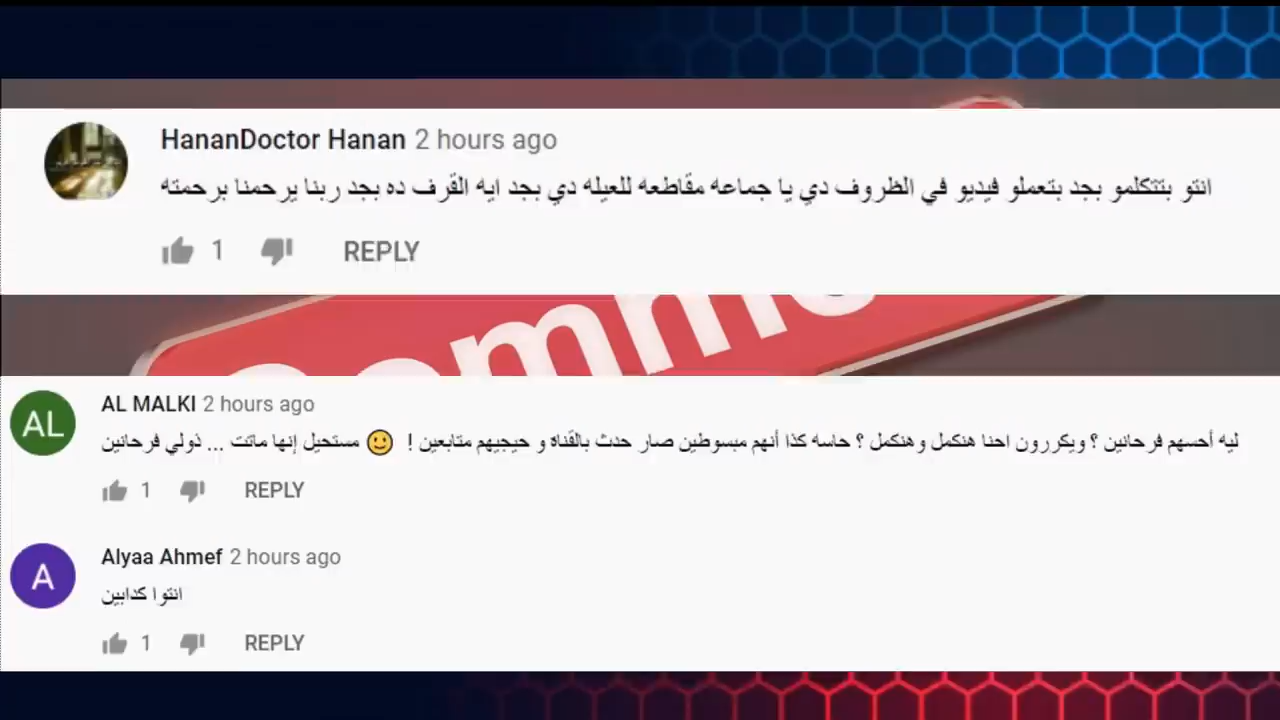 HananDoctor Hanan 2 hours ago
انتو بتتكلمو بجد بتعملو فيديو في الظروف دي يا جماعه مقاطعه للعيله دي بجد ايه القرف ده بجد ربنا يرحمنا برحمته
1 REPLY
omme
AL
AL MALKI 2 hours ago
ليه أحسهم فرحانين ؟ ويكررون احنا هنكمل وهنكمل ؟ حاسه كذا أنهم مبسوطين صار حدث بالقناه و حيجيهم متابعين ! 🙂 مستحيل إنها ماتت ... ذولي فرحانين
1 REPLY
A
Alyaa Ahmef 2 hours ago
انتوا كدابين
1 REPLY